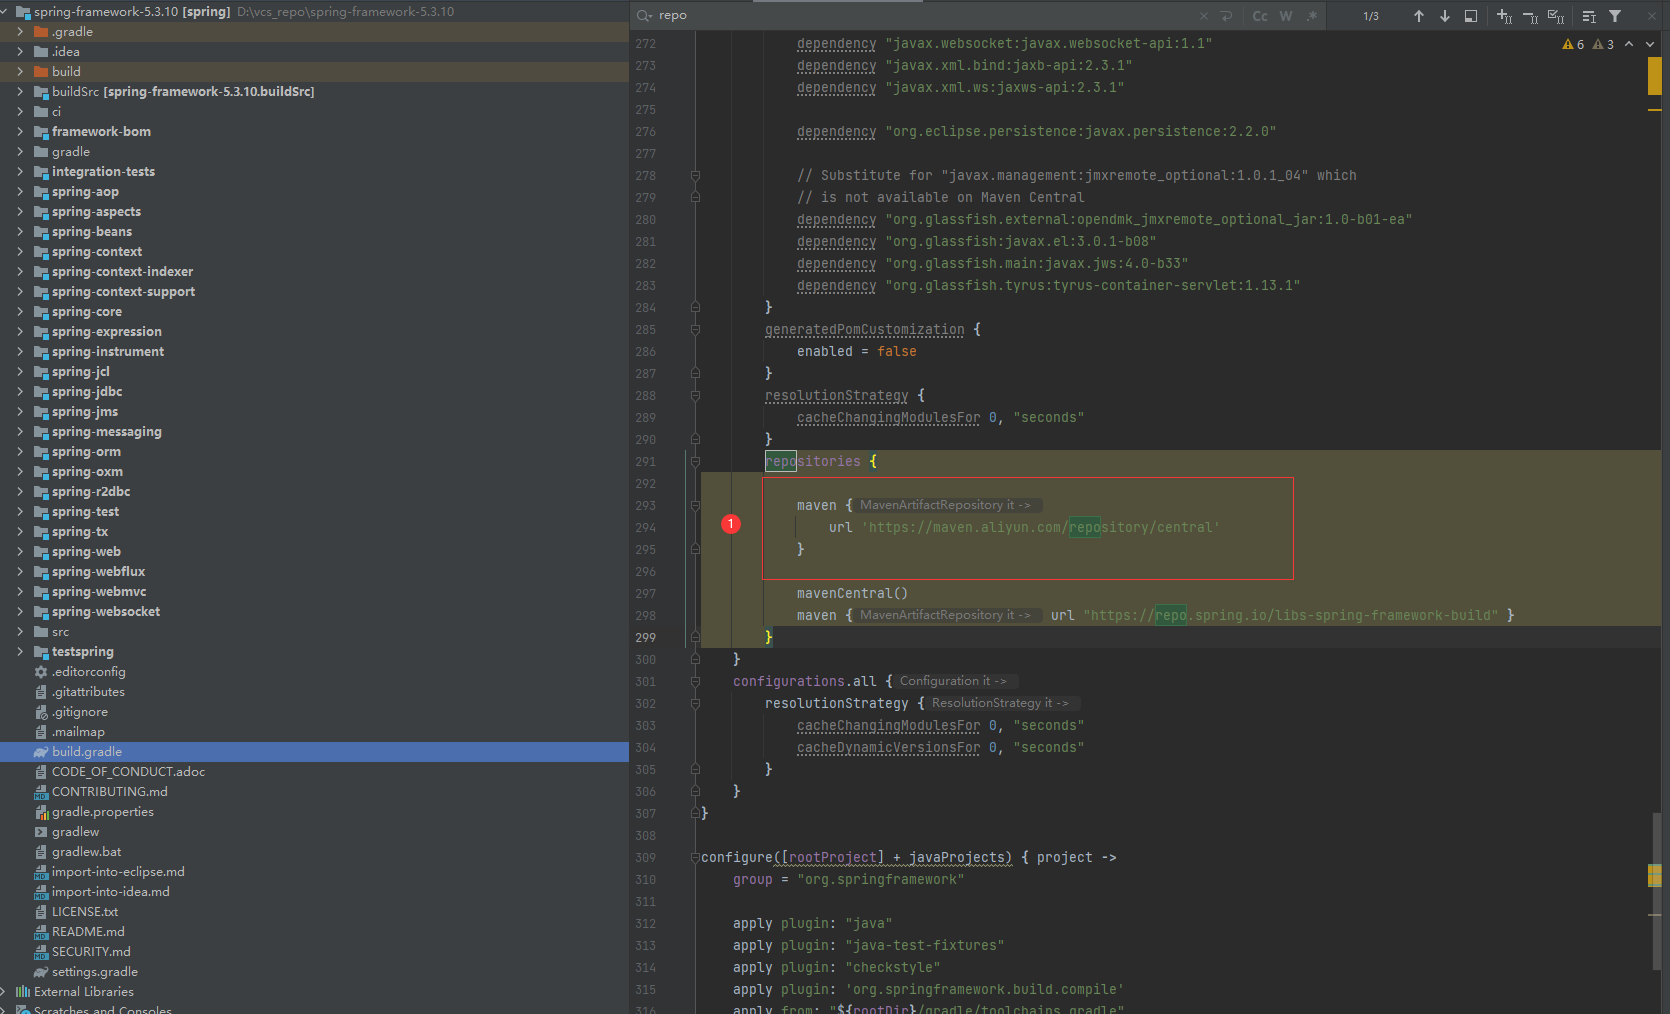 spring-framework-5.3.10 [spring] D:\vcs_repo\spring-framework-5.3.10
.gradle
.idea
build
buildSrc [spring-framework-5.3.10.buildSrc]
ci
framework-bom
gradle
integration-tests
spring-aop
spring-aspects
spring-beans
spring-context
spring-context-indexer
spring-context-support
spring-core
spring-expression
spring-instrument
spring-jcl
spring-jdbc
spring-jms
spring-messaging
spring-orm
spring-oxm
spring-r2dbc
spring-test
spring-tx
spring-web
spring-webflux
spring-webmvc
spring-websocket
src
testspring
.editorconfig
.gitattributes
.gitignore
.mailmap
build.gradle
CODE_OF_CONDUCT.adoc
CONTRIBUTING.md
gradle.properties
gradlew
gradlew.bat
import-into-eclipse.md
import-into-idea.md
LICENSE.txt
README.md
SECURITY.md
settings.gradle
External Libraries
Scratches and Consoles
repo Cc W .* 1/3
6 3
272 dependency "javax.websocket:javax.websocket-api:1.1"
273 dependency "javax.xml.bind:jaxb-api:2.3.1"
274 dependency "javax.xml.ws:jaxws-api:2.3.1"
275
276 dependency "org.eclipse.persistence:javax.persistence:2.2.0"
277
278 // Substitute for "javax.management:jmxremote_optional:1.0.1_04" which
279 // is not available on Maven Central
280 dependency "org.glassfish.external:opendmk_jmxremote_optional_jar:1.0-b01-ea"
281 dependency "org.glassfish:javax.el:3.0.1-b08"
282 dependency "org.glassfish.main:javax.jws:4.0-b33"
283 dependency "org.glassfish.tyrus:tyrus-container-servlet:1.13.1"
284 }
285 generatedPomCustomization {
286 enabled = false
287 }
288 resolutionStrategy {
289 cacheChangingModulesFor 0, "seconds"
290 }
291 repositories {
292
293 maven { MavenArtifactRepository it ->
294 url 'https://maven.aliyun.com/repository/central'
1
295 }
296
297 mavenCentral()
298 maven { MavenArtifactRepository it -> url "https://repo.spring.io/libs-spring-framework-build" }
299 }
300 }
301 configurations.all { Configuration it ->
302 resolutionStrategy { ResolutionStrategy it ->
303 cacheChangingModulesFor 0, "seconds"
304 cacheDynamicVersionsFor 0, "seconds"
305 }
306 }
307 }
308
309 configure([rootProject] + javaProjects) { project ->
310 group = "org.springframework"
311
312 apply plugin: "java"
313 apply plugin: "java-test-fixtures"
314 apply plugin: "checkstyle"
315 apply plugin: 'org.springframework.build.compile'
316 apply from: "${rootDir}/gradle/toolchains.gradle"